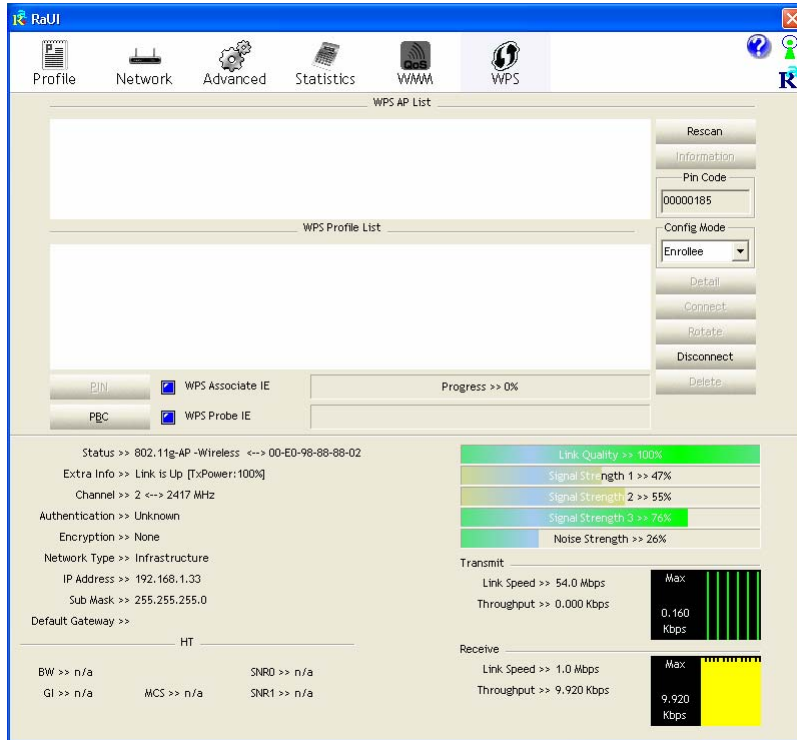 RaUI
Profile
Network
Advanced
Statistics
QoS
WMM
WPS
WPS AP List
Rescan
Information
Pin Code
00000185
WPS Profile List
Config Mode
Enrollee
Detail
Connect
Rotate
Disconnect
Delete
PIN
WPS Associate IE
Progress >> 0%
PBC
WPS Probe IE
Status >> 802.11g-AP -Wireless <--> 00-E0-98-88-88-02
Extra Info >> Link is Up [TxPower:100%]
Channel >> 2 <--> 2417 MHz
Authentication >> Unknown
Encryption >> None
Network Type >> Infrastructure
IP Address >> 192.168.1.33
Sub Mask >> 255.255.255.0
Default Gateway >>
HT
BW >> n/a
SNR0 >> n/a
GI >> n/a
MCS >> n/a
SNR1 >> n/a
Link Quality >> 100%
Signal Strength 1 >> 47%
Signal Strength 2 >> 55%
Signal Strength 3 >> 76%
Noise Strength >> 26%
Transmit
Link Speed >> 54.0 Mbps
Throughput >> 0.000 Kbps
Max
0.160
Kbps
Receive
Link Speed >> 1.0 Mbps
Throughput >> 9.920 Kbps
Max
9.920
Kbps